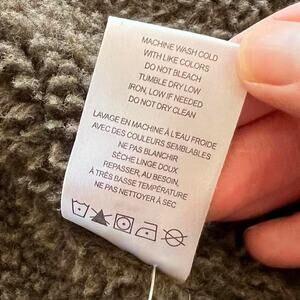 MACHINE WASH COLD
WITH LIKE COLORS
DO NOT BLEACH
TUMBLE DRY LOW
IRON, LOW IF NEEDED
DO NOT DRY CLEAN
LAVAGE EN MACHINE À L'EAU FROIDE
AVEC DES COULEURS SEMBLABLES
NE PAS BLANCHIR
SÈCHE LINGE DOUX
REPASSER, AU BESOIN,
À TRÈS BASSE TEMPÉRATURE
NE PAS NETTOYER À SEC